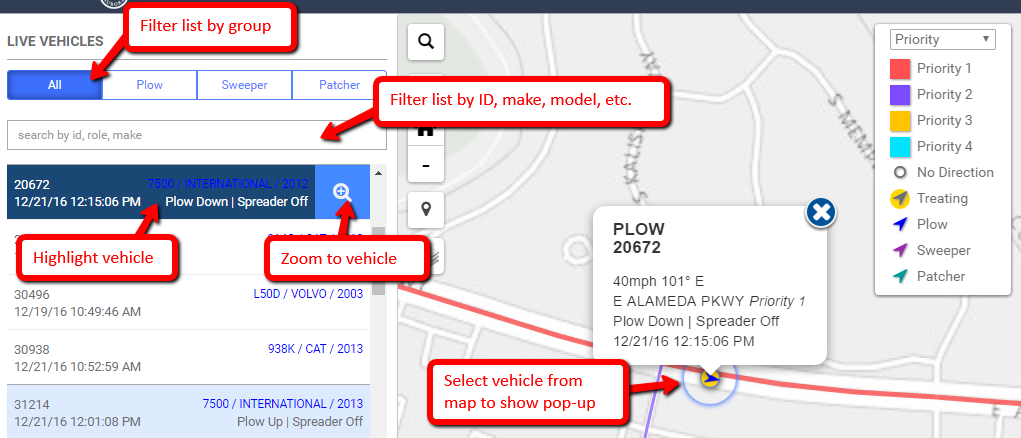 Filter list by group
LIVE VEHICLES
All
Plow
Sweeper
Patcher
Filter list by ID, make, model, etc.
search by id, role, make
20672
7500 / INTERNATIONAL / 2012
12/21/16 12:15:06 PM
Plow Down | Spreader Off
Highlight vehicle
Zoom to vehicle
30496
L50D / VOLVO / 2003
12/19/16 10:49:46 AM
30938
938K / CAT / 2013
12/21/16 10:52:59 AM
31214
7500 / INTERNATIONAL / 2013
12/21/16 12:01:08 PM
Plow Up | Spreader Off
-
PLOW
20672
40mph 101° E
E ALAMEDA PKWY Priority 1
Plow Down | Spreader Off
12/21/16 12:15:06 PM
Select vehicle from
map to show pop-up
Priority
Priority 1
Priority 2
Priority 3
Priority 4
No Direction
Treating
Plow
Sweeper
Patcher